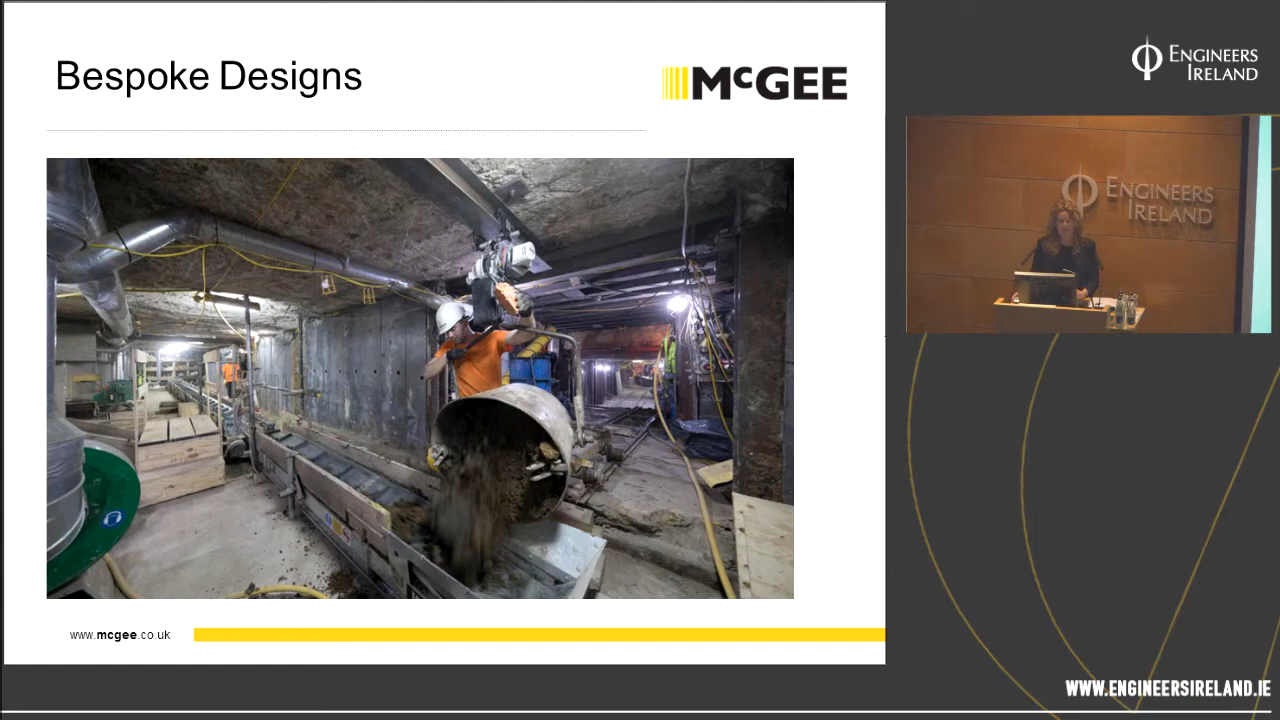 Bespoke Designs
McGEE
www.mcgee.co.uk
ENGINEERS
IRELAND
ENGINEERS
IRELAND
WWW.ENGINEERSIRELAND.IE